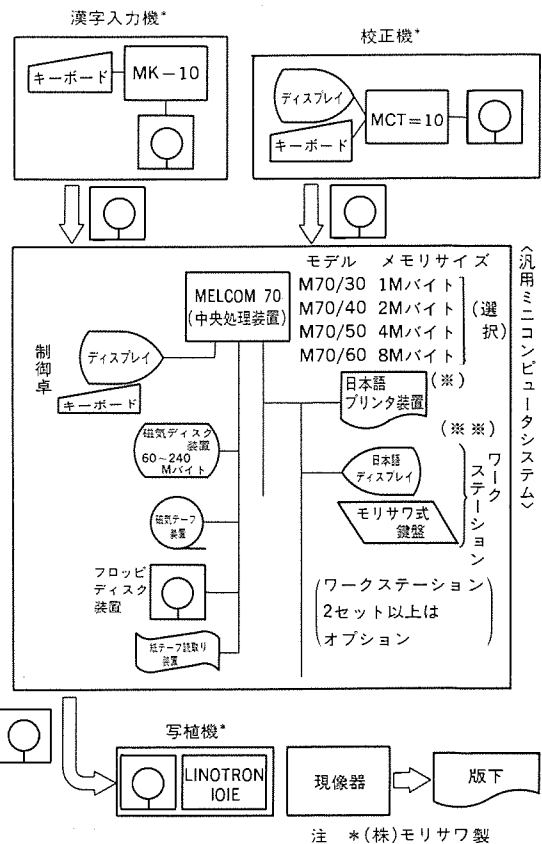 漢字入力機*
キーボード
MK-10
校正機*
ディスプレイ
キーボード
MCT=10
モデル メモリサイズ
M70/30 1Mバイト
M70/40 2Mバイト
M70/50 4Mバイト
M70/60 8Mバイト
(選択)
MELCOM 70
(中央処理装置)
制御卓
ディスプレイ
キーボード
磁気ディスク
装置
60~240
Mバイト
磁気テープ
装置
フロッピ
ディスク
装置
紙テープ読取り
装置
日本語
プリンタ装置
(※)
(※※)
日本語
ディスプレイ
モリサワ式
鍵盤
ワークステーション
(ワークステーション
2セット以上は
オプション)
〈汎用ミニコンピュータシステム〉
写植機*
LINOTRON
101E
現像器
版下
注 *(株)モリサワ製